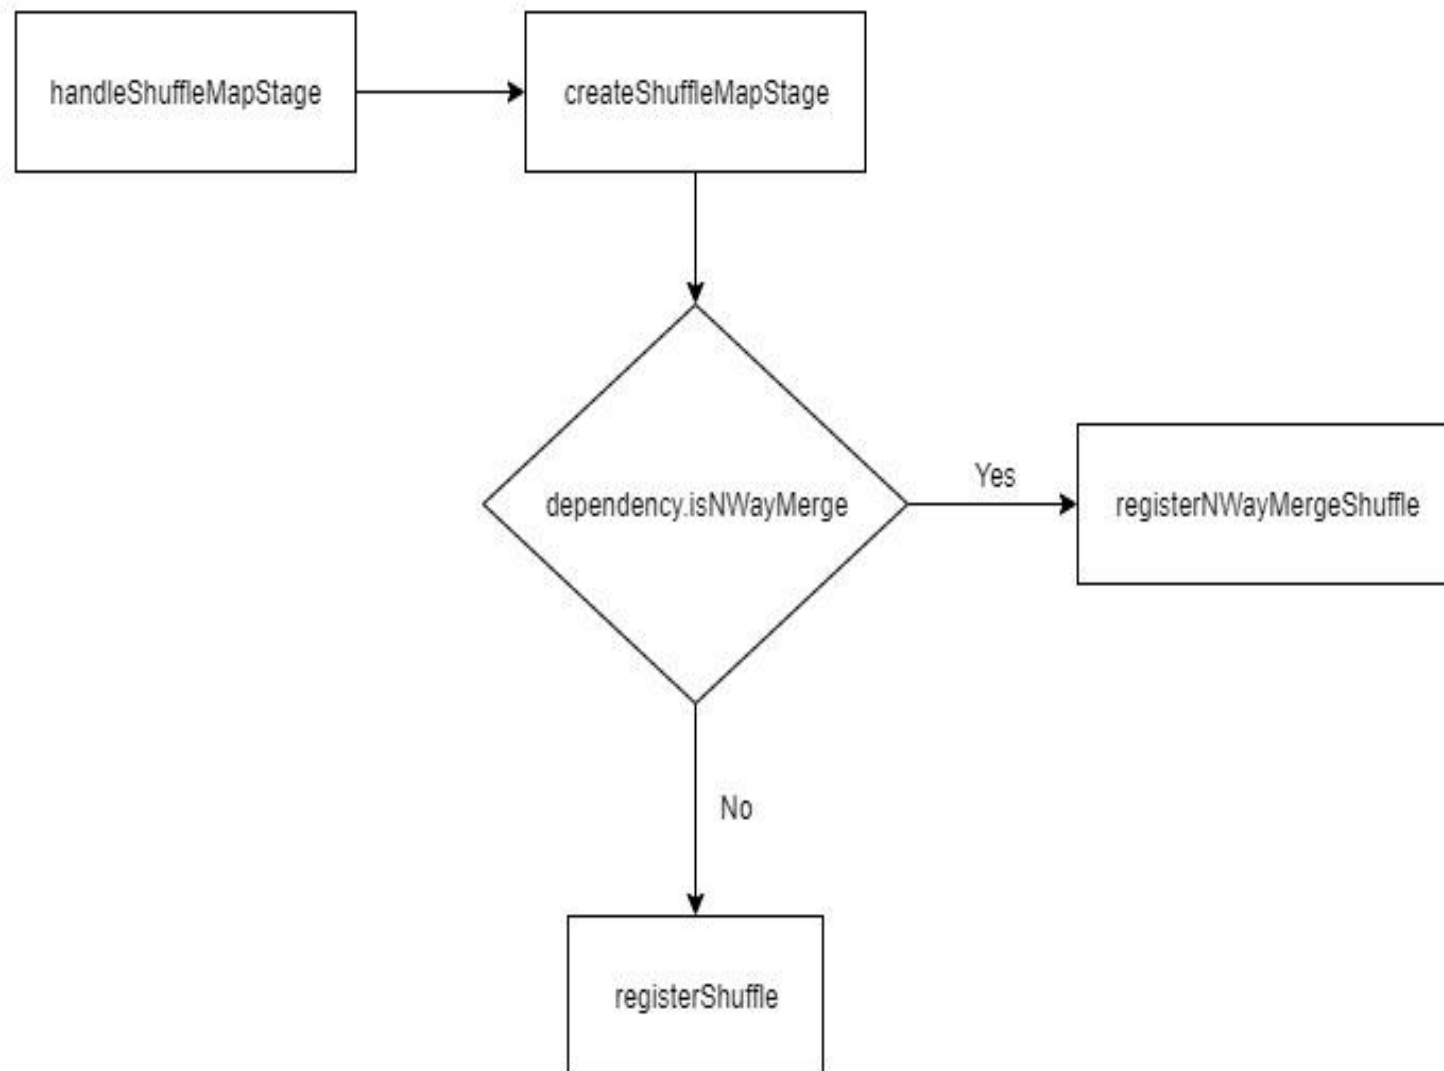 handleShuffleMapStage
createShuffleMapStage
dependency.isNWayMerge
Yes
registerNWayMergeShuffle
No
registerShuffle